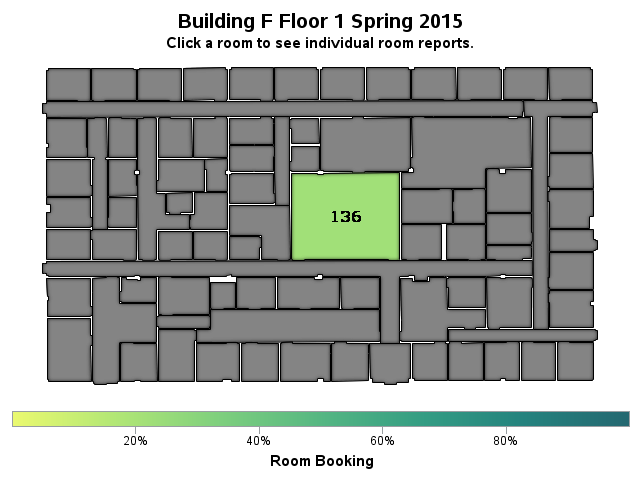 Building F Floor 1 Spring 2015
Click a room to see individual room reports.
136
20% 40% 60% 80%
Room Booking